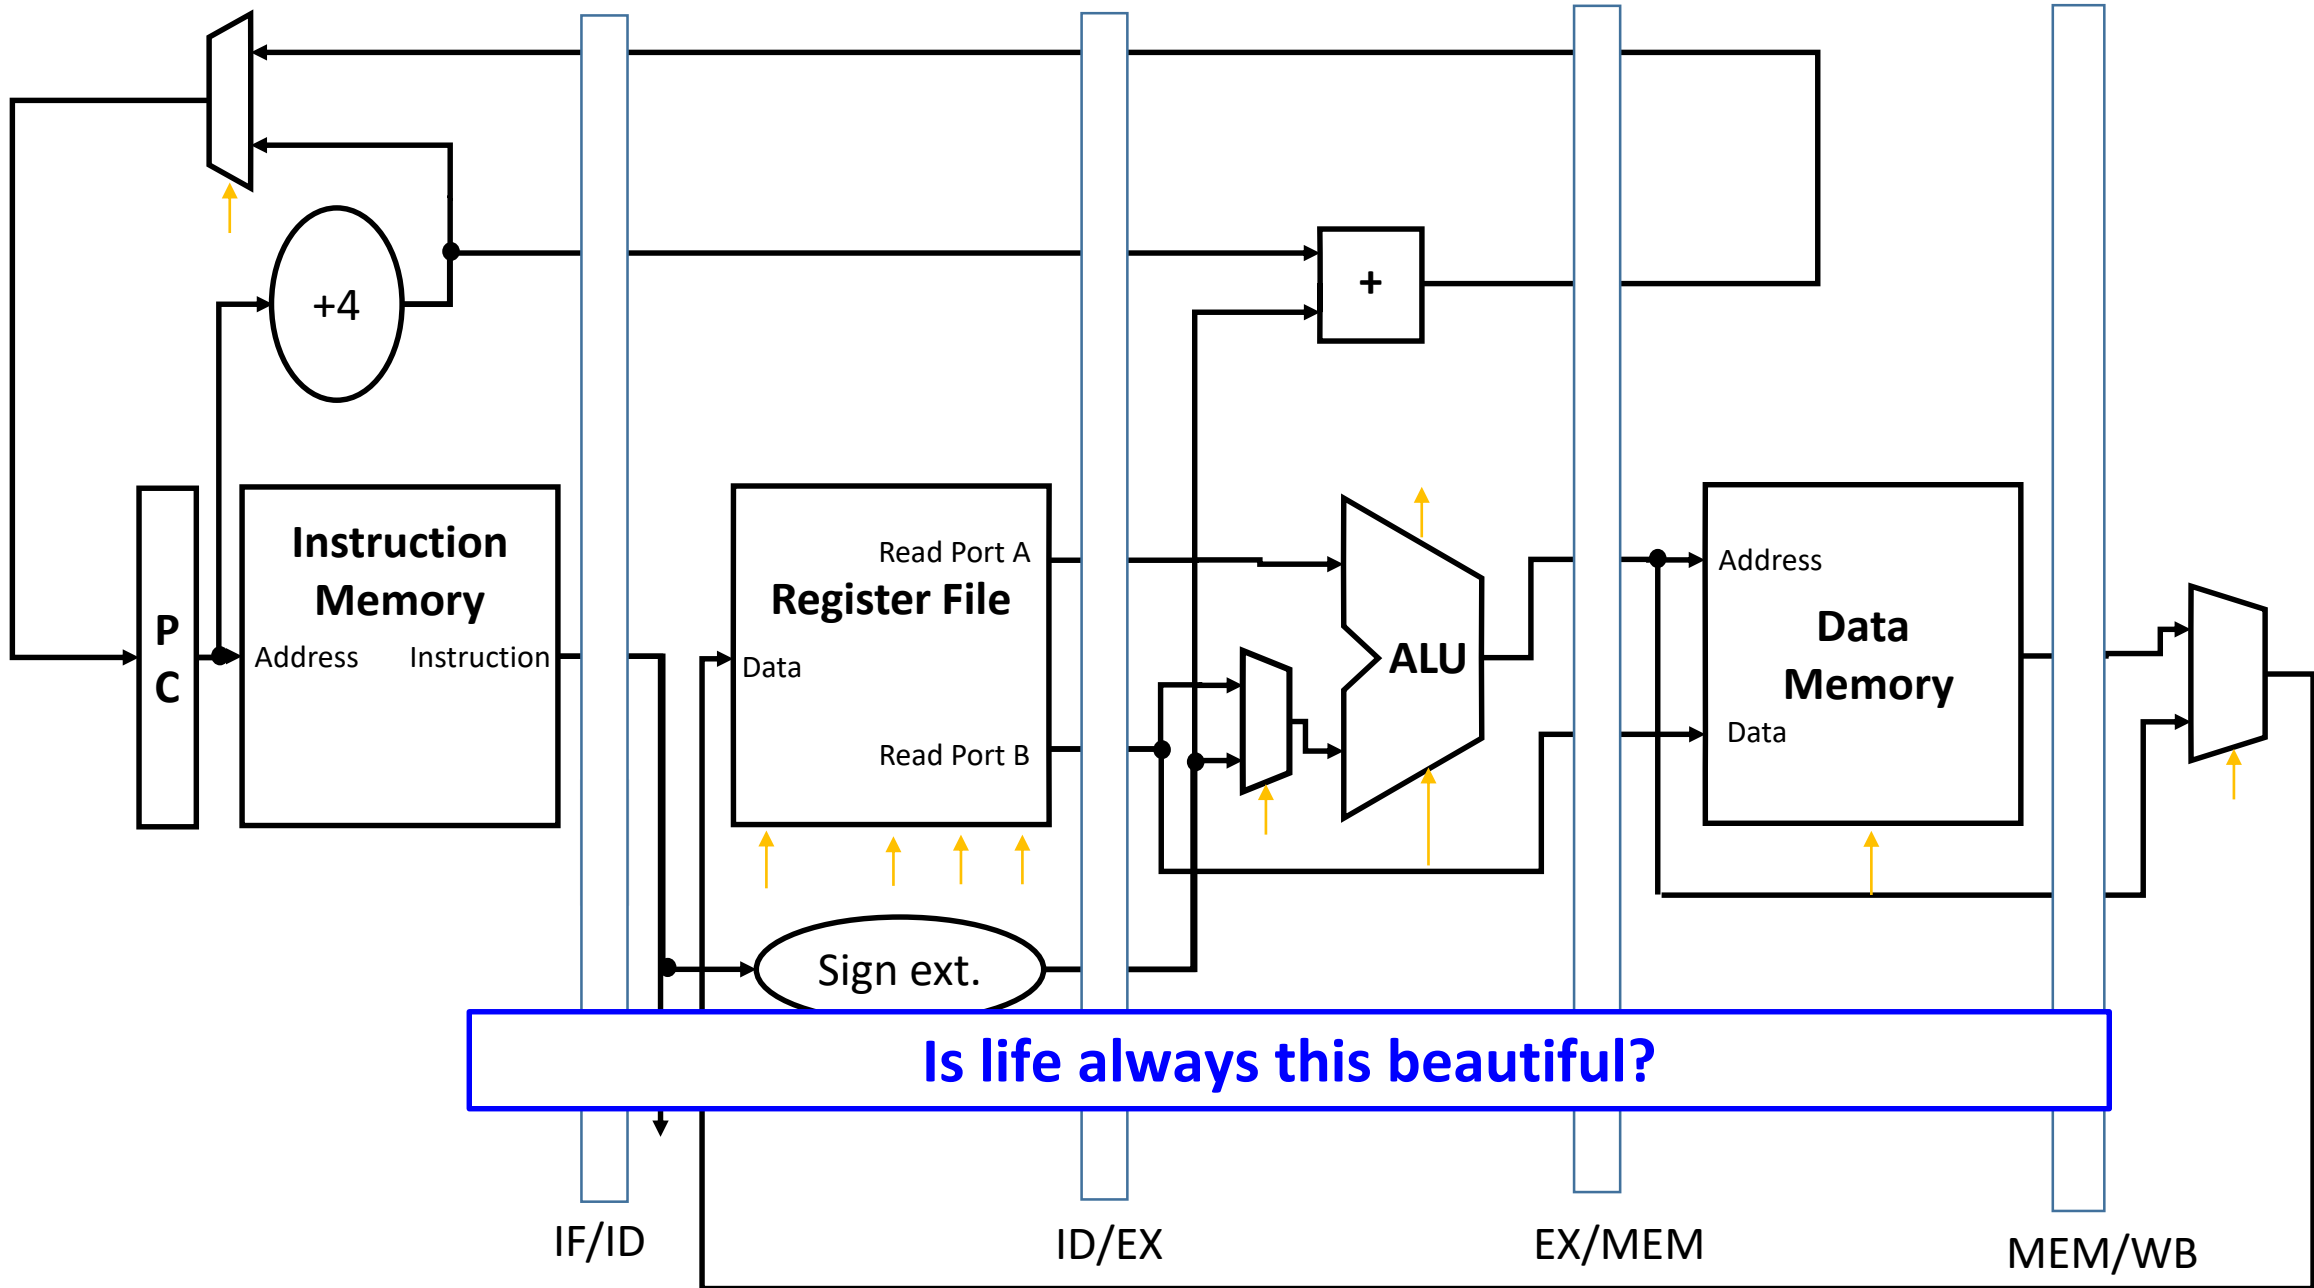 +4
+
P
C
Instruction
Memory
Address
Instruction
Read Port A
Register File
Data
Read Port B
ALU
Address
Data
Memory
Data
Sign ext.
Is life always this beautiful?
IF/ID
ID/EX
EX/MEM
MEM/WB